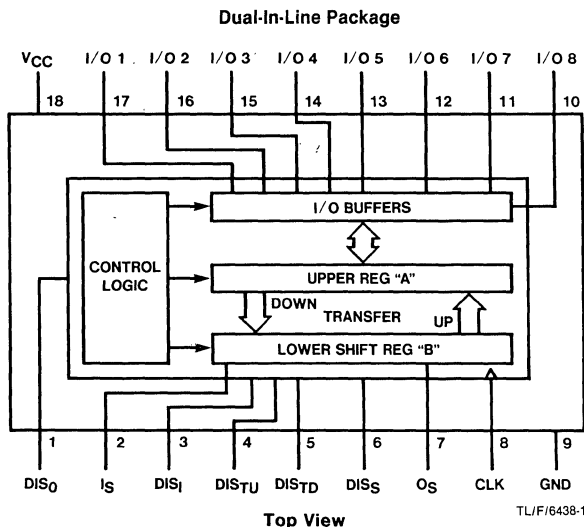 Dual-In-Line Package
VCC I/O 1 I/O 2 I/O 3 I/O 4 I/O 5 I/O 6 I/O 7 I/O 8
18 17 16 15 14 13 12 11 10
I/O BUFFERS
CONTROL
LOGIC
UPPER REG "A"
DOWN
TRANSFER
UP
LOWER SHIFT REG "B"
1 2 3 4 5 6 7 8 9
DISO IS DISI DISTU DISTD DISS OS CLK GND
TL/F/6438-1
Top View